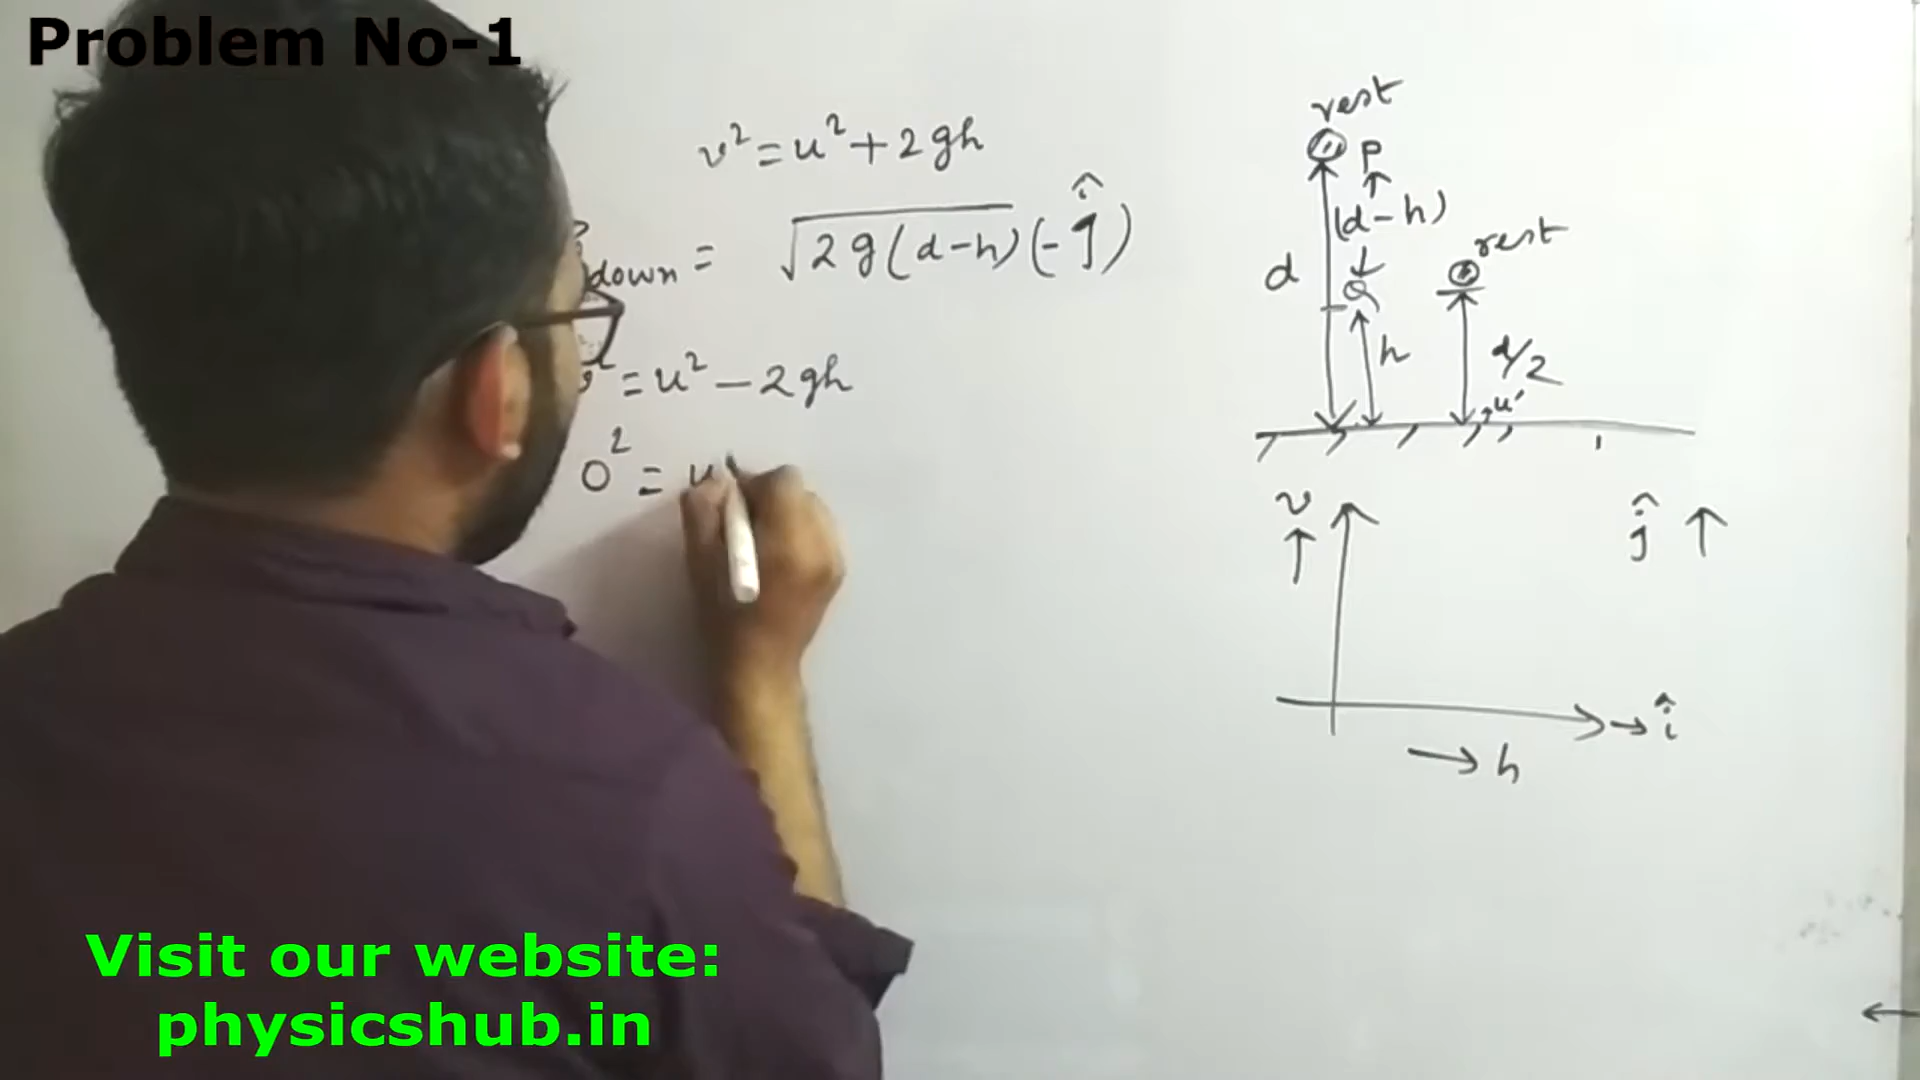 Problem No-1
v² = u² + 2gh
down = √2g(d-h) (-ĵ)
= u² - 2gh
0² = u
rest
P
(d-h)
d
Q
h
rest
d/2
u'
v
ĵ
î
h
Visit our website:
physicshub.in